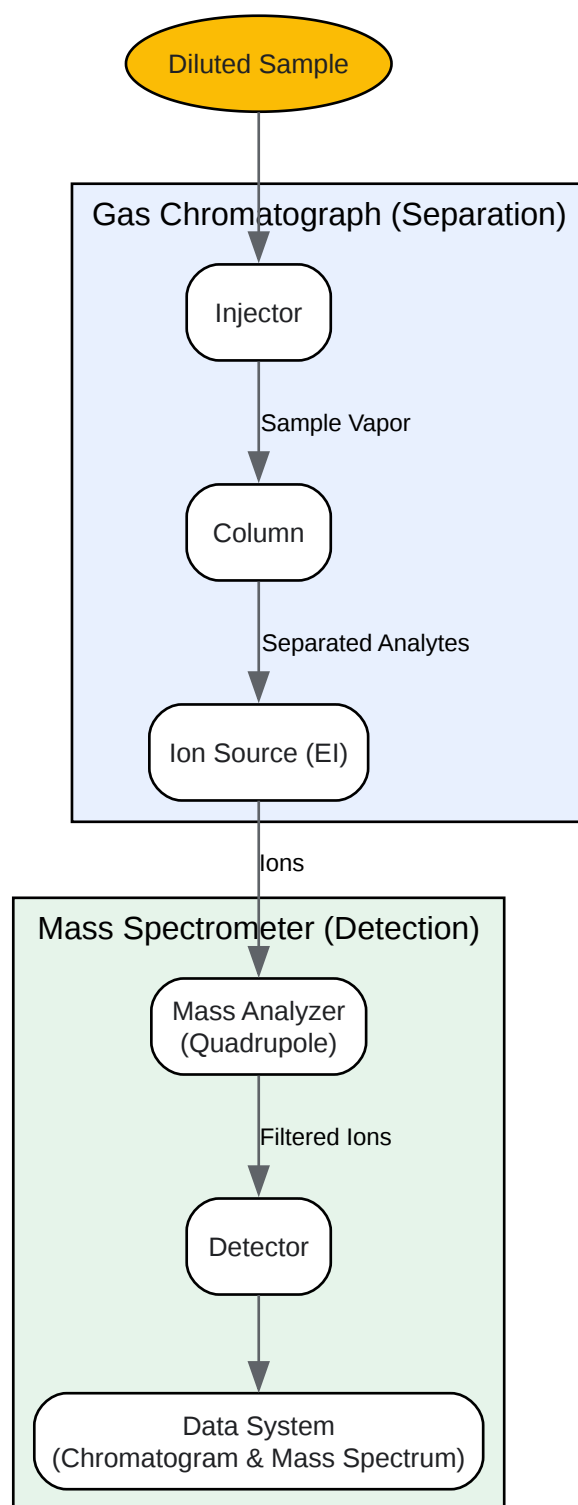 Diluted Sample
Gas Chromatograph (Separation)
Injector
Sample Vapor
Column
Separated Analytes
Ion Source (EI)
Ions
Mass Spectrometer (Detection)
Mass Analyzer
(Quadrupole)
Filtered Ions
Detector
Data System
(Chromatogram & Mass Spectrum)